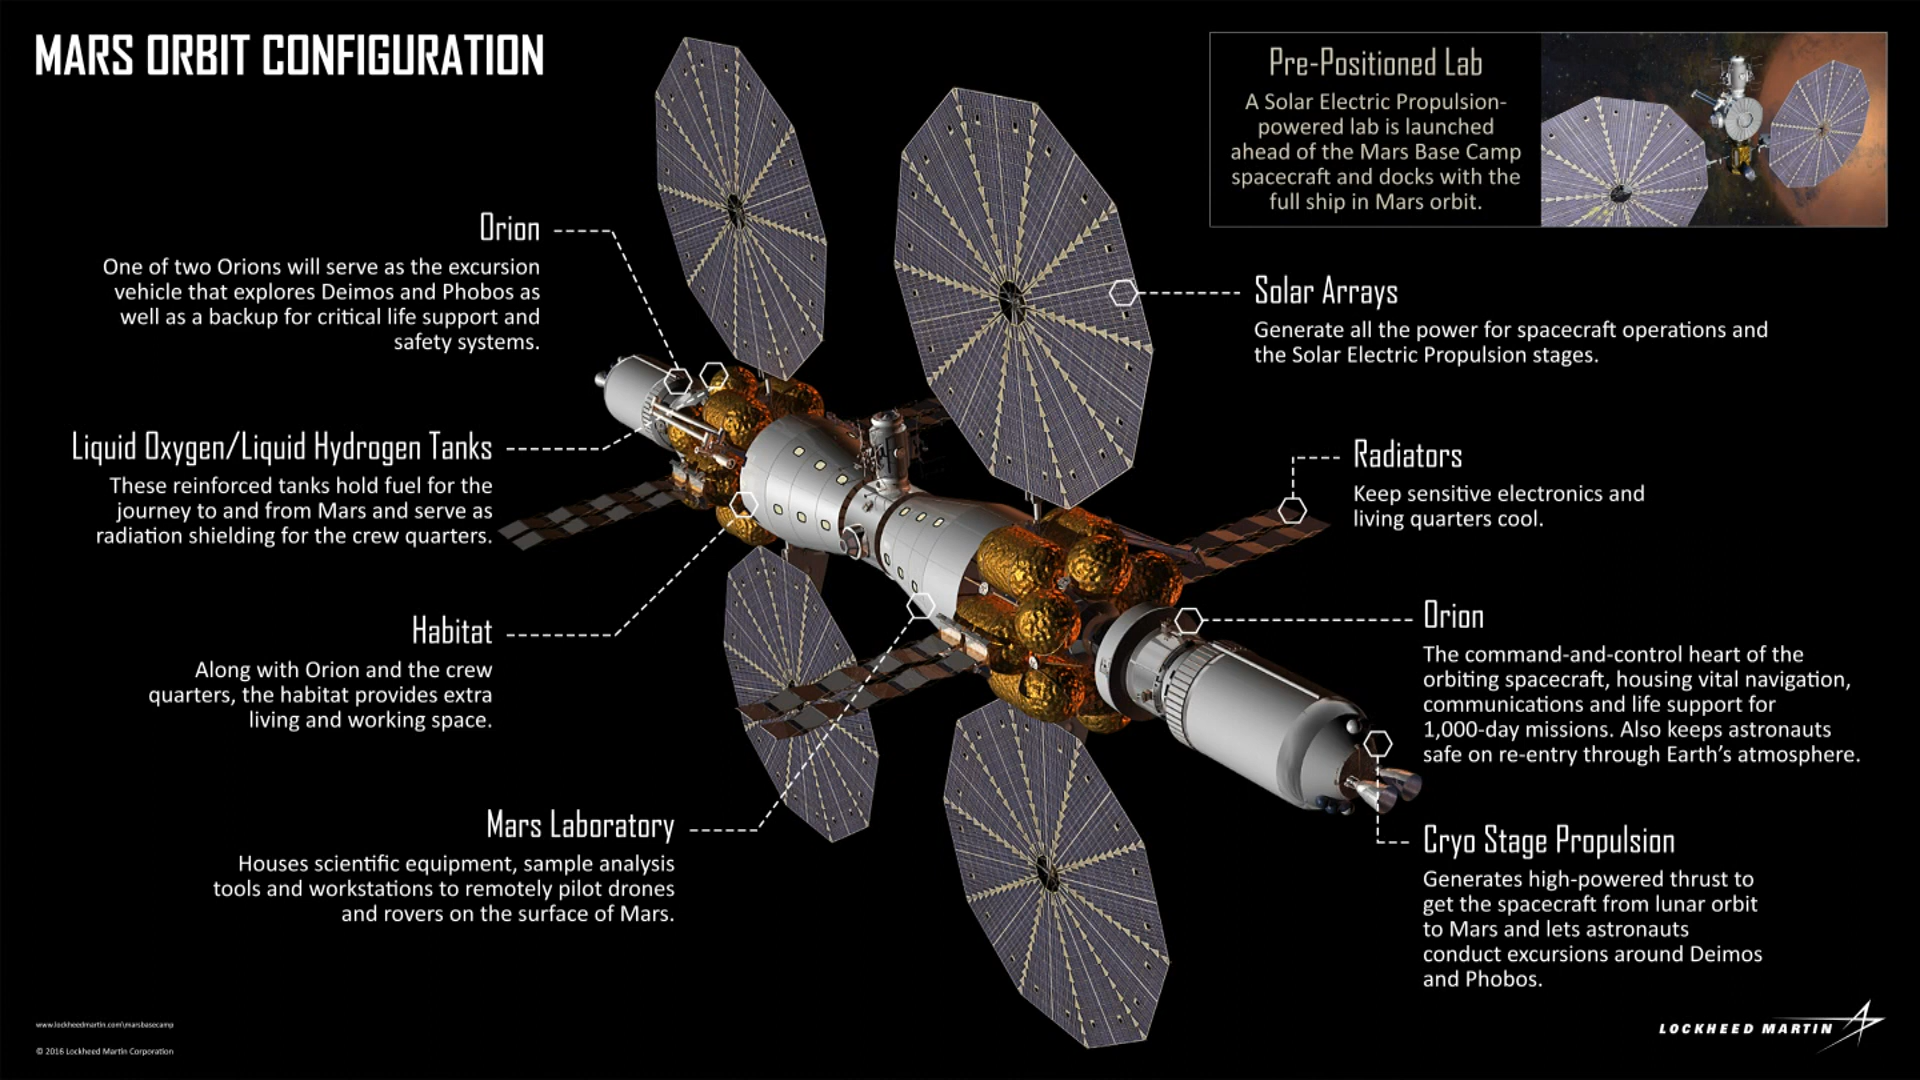 MARS ORBIT CONFIGURATION
Pre-Positioned Lab
A Solar Electric Propulsion-
powered lab is launched
ahead of the Mars Base Camp
spacecraft and docks with the
full ship in Mars orbit.
Orion
One of two Orions will serve as the excursion
vehicle that explores Deimos and Phobos as
well as a backup for critical life support and
safety systems.
Solar Arrays
Generate all the power for spacecraft operations and
the Solar Electric Propulsion stages.
Liquid Oxygen/Liquid Hydrogen Tanks
These reinforced tanks hold fuel for the
journey to and from Mars and serve as
radiation shielding for the crew quarters.
Radiators
Keep sensitive electronics and
living quarters cool.
Habitat
Along with Orion and the crew
quarters, the habitat provides extra
living and working space.
Orion
The command-and-control heart of the
orbiting spacecraft, housing vital navigation,
communications and life support for
1,000-day missions. Also keeps astronauts
safe on re-entry through Earth’s atmosphere.
Mars Laboratory
Houses scientific equipment, sample analysis
tools and workstations to remotely pilot drones
and rovers on the surface of Mars.
Cryo Stage Propulsion
Generates high-powered thrust to
get the spacecraft from lunar orbit
to Mars and lets astronauts
conduct excursions around Deimos
and Phobos.
www.lockheedmartin.com\marsbasecamp
© 2016 Lockheed Martin Corporation
LOCKHEED MARTIN